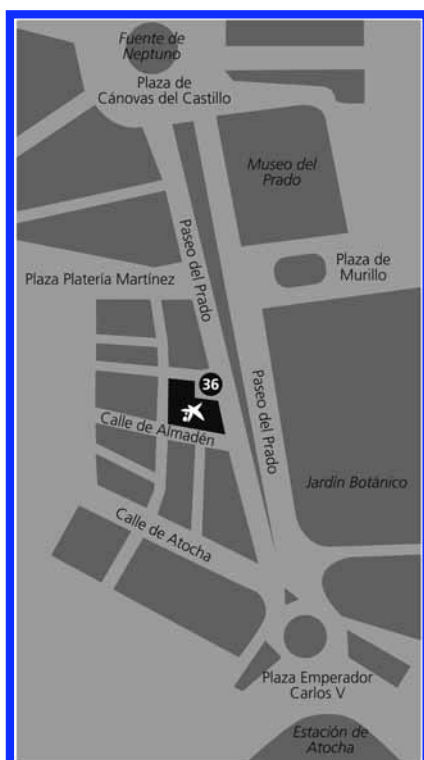 Fuente de
Neptuno
Plaza de
Cánovas del Castillo
Museo del
Prado
Paseo del Prado
Plaza de
Murillo
Plaza Platería Martínez
36
Calle de Almadén
Paseo del Prado
Jardín Botánico
Calle de Atocha
Plaza Emperador
Carlos V
Estación de
Atocha